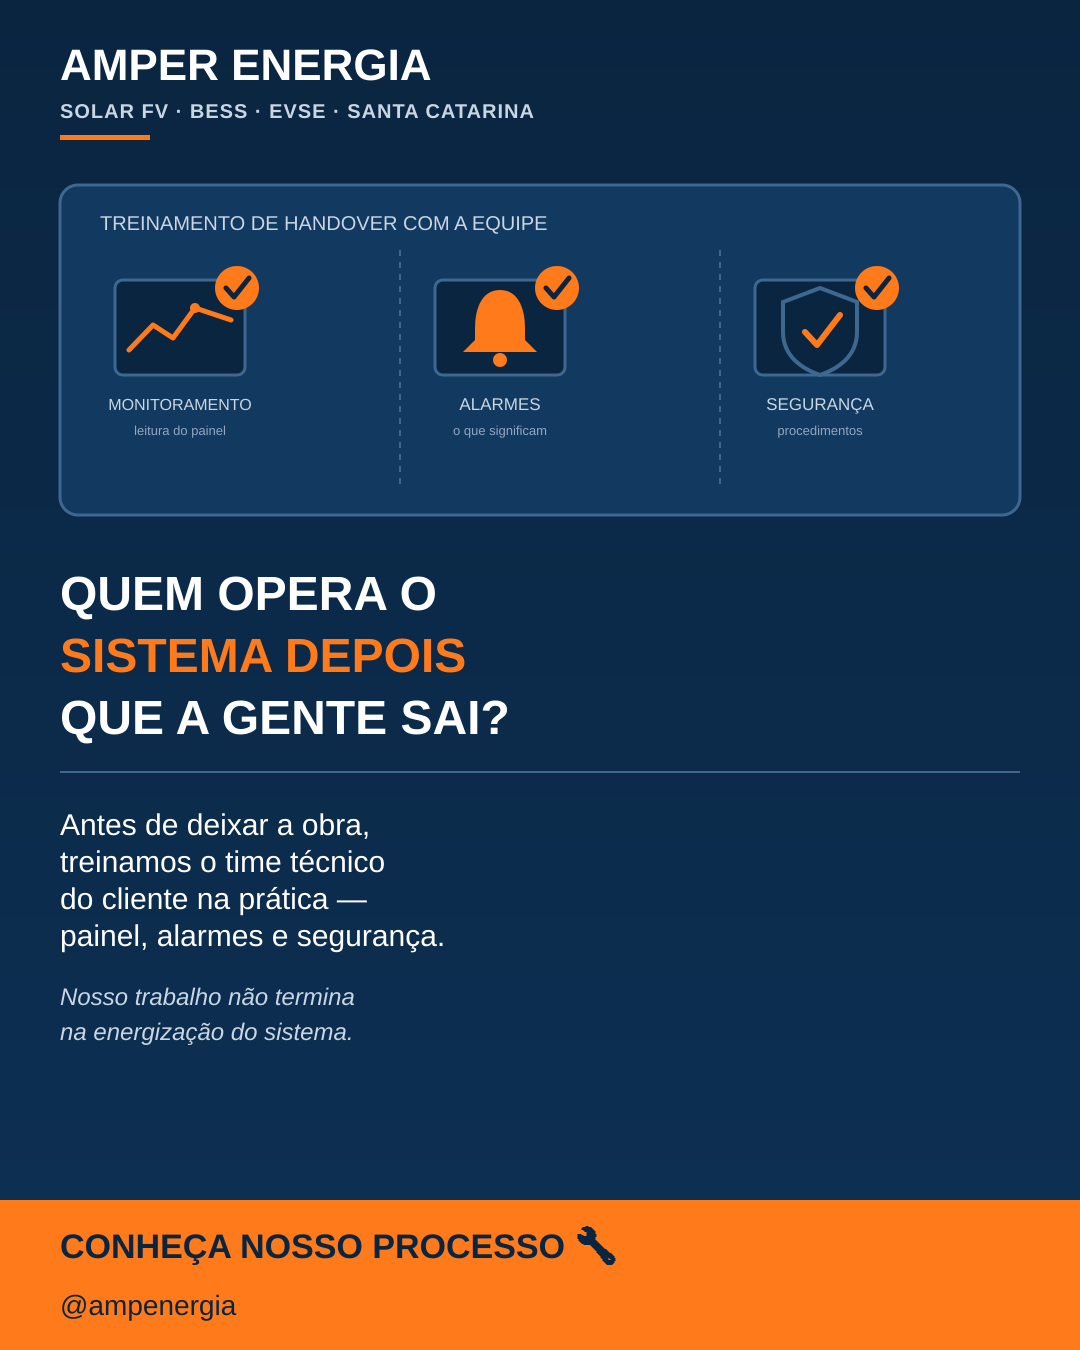 AMPER ENERGIA
SOLAR FV · BESS · EVSE · SANTA CATARINA
TREINAMENTO DE HANDOVER COM A EQUIPE
MONITORAMENTO
leitura do painel
ALARMES
o que significam
SEGURANÇA
procedimentos
QUEM OPERA O
SISTEMA DEPOIS
QUE A GENTE SAI?
Antes de deixar a obra,
treinamos o time técnico
do cliente na prática —
painel, alarmes e segurança.
Nosso trabalho não termina
na energização do sistema.
CONHEÇA NOSSO PROCESSO 🔧
@ampenergia